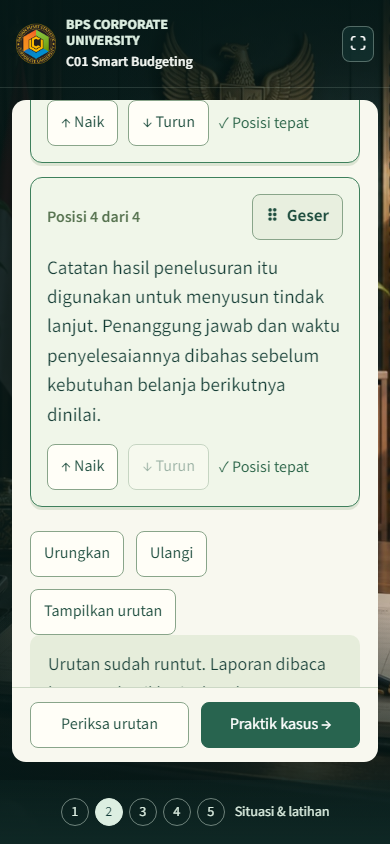 BPS CORPORATE
UNIVERSITY
C01 Smart Budgeting
↑ Naik
↓ Turun
✓ Posisi tepat
Posisi 4 dari 4
⠿ Geser
Catatan hasil penelusuran itu
digunakan untuk menyusun tindak
lanjut. Penanggung jawab dan waktu
penyelesaiannya dibahas sebelum
kebutuhan belanja berikutnya
dinilai.
↑ Naik
↓ Turun
✓ Posisi tepat
Urungkan
Ulangi
Tampilkan urutan
Urutan sudah runtut. Laporan dibaca
Periksa urutan
Praktik kasus →
1
2
3
4
5
Situasi & latihan